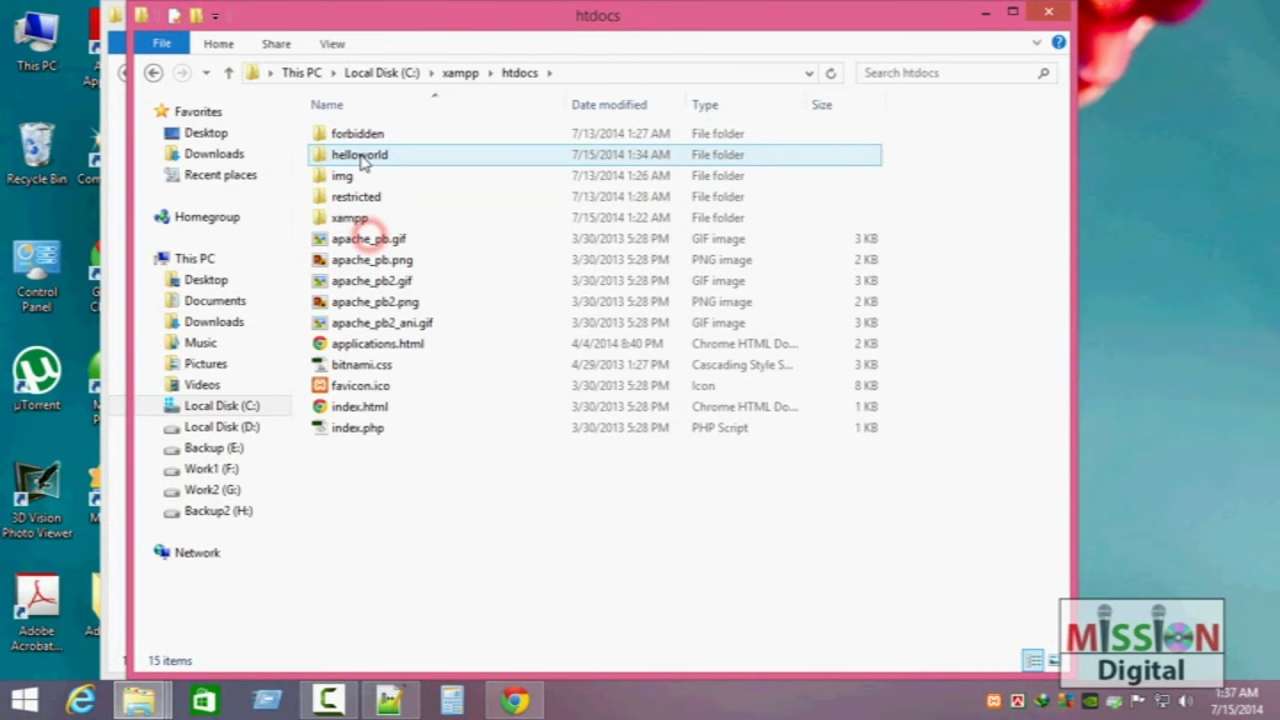 This PC
Recycle Bin
Control
Panel
µTorrent
3D Vision
Photo Viewer
Adobe
Acrobat...
htdocs
File Home Share View
This PC Local Disk (C:) xampp htdocs
Search htdocs
Favorites
Desktop
Downloads
Recent places
Homegroup
This PC
Desktop
Documents
Downloads
Music
Pictures
Videos
Local Disk (C:)
Local Disk (D:)
Backup (E:)
Work1 (F:)
Work2 (G:)
Backup2 (H:)
Network
Name Date modified Type Size
forbidden 7/13/2014 1:27 AM File folder
helloworld 7/15/2014 1:34 AM File folder
img 7/13/2014 1:26 AM File folder
restricted 7/13/2014 1:28 AM File folder
xampp 7/15/2014 1:22 AM File folder
apache_pb.gif 3/30/2013 5:28 PM GIF image 3 KB
apache_pb.png 3/30/2013 5:28 PM PNG image 2 KB
apache_pb2.gif 3/30/2013 5:28 PM GIF image 3 KB
apache_pb2.png 3/30/2013 5:28 PM PNG image 2 KB
apache_pb2_ani.gif 3/30/2013 5:28 PM GIF image 3 KB
applications.html 4/4/2014 8:40 PM Chrome HTML Do... 2 KB
bitnami.css 4/29/2013 1:27 PM Cascading Style S... 3 KB
favicon.ico 3/30/2013 5:28 PM Icon 8 KB
index.html 3/30/2013 5:28 PM Chrome HTML Do... 1 KB
index.php 3/30/2013 5:28 PM PHP Script 1 KB
15 items
MiSSiON
Digital
1:37 AM
7/15/2014